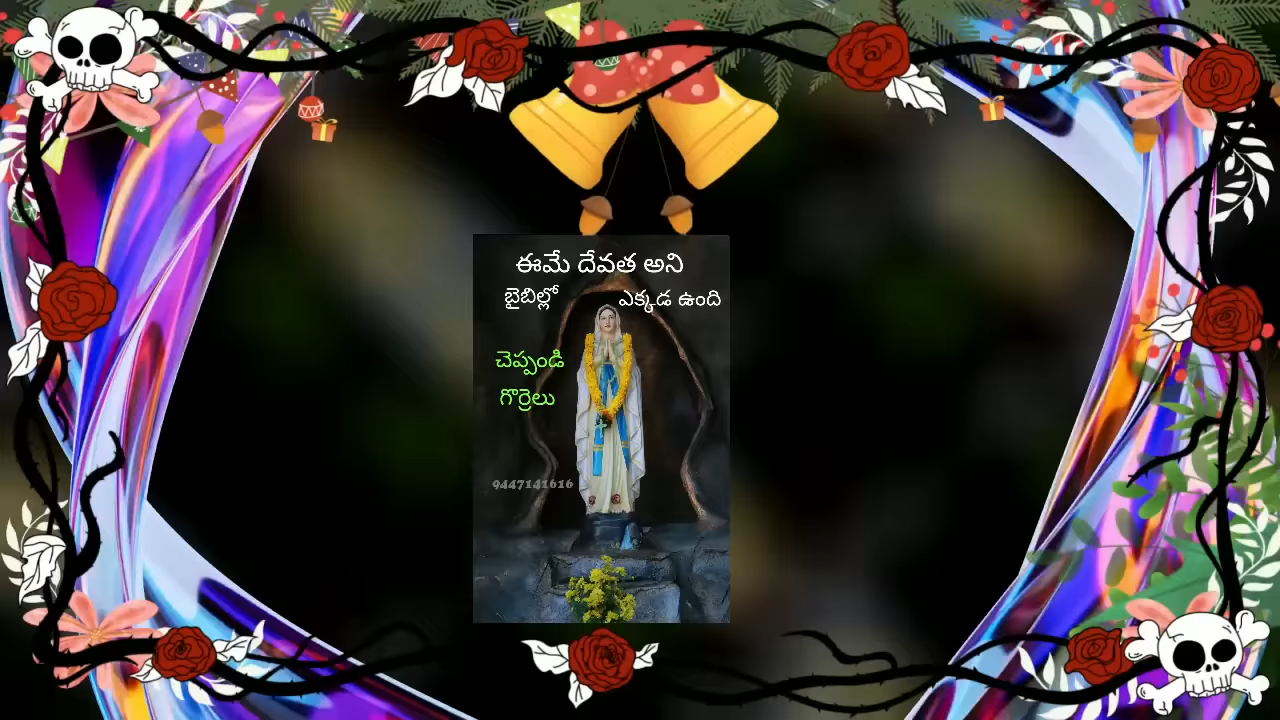 ఈమే దేవత అని
బైబిల్లో ఎక్కడ ఉంది
చెప్పండి
గొర్రెలు
9447141616